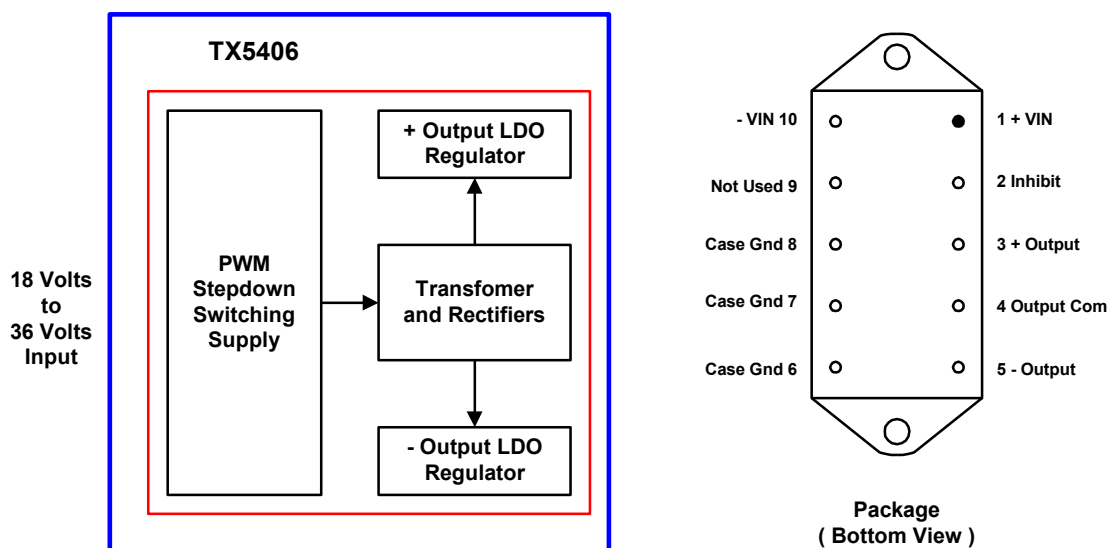 TX5406
18 Volts
to
36 Volts
Input
PWM
Stepdown
Switching
Supply
+ Output LDO
Regulator
Transfomer
and Rectifiers
- Output LDO
Regulator
- VIN 10
1 + VIN
Not Used 9
2 Inhibit
Case Gnd 8
3 + Output
Case Gnd 7
4 Output Com
Case Gnd 6
5 - Output
Package
( Bottom View )